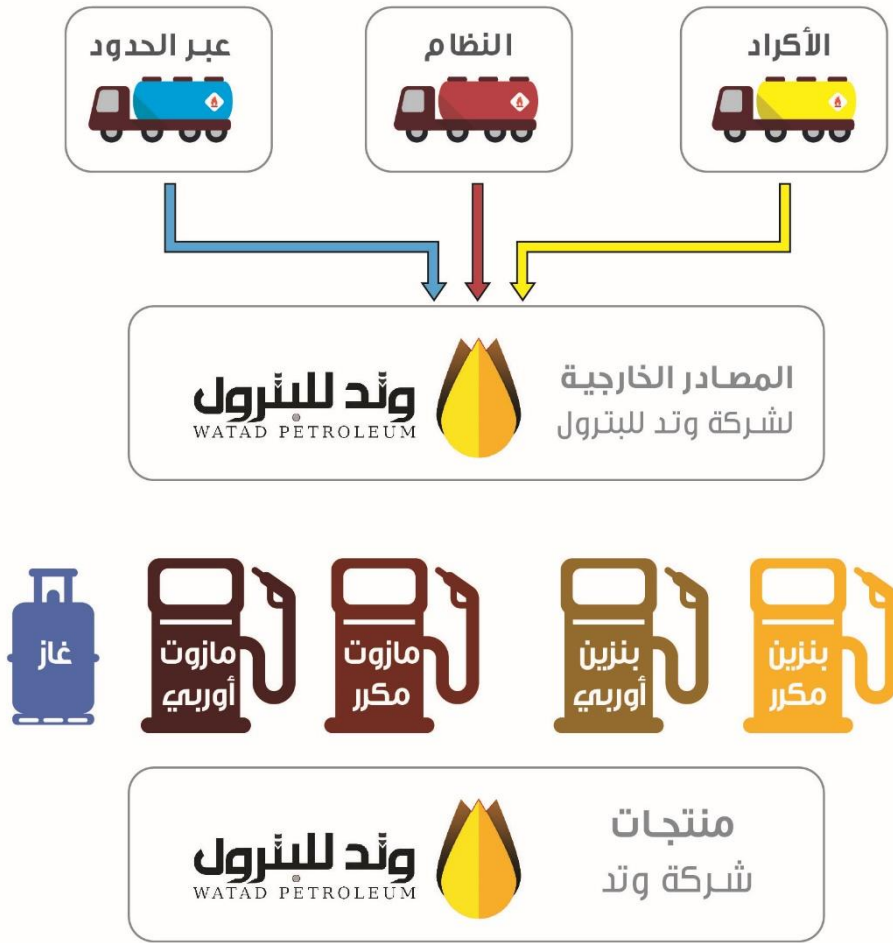 الأكراد
النظام
عبر الحدود
المصادر الخارجية
لشركة وتد للبترول
وتد للبترول
WATAD PETROLEUM
بنزين
مكرر
بنزين
أوربي
مازوت
مكرر
مازوت
أوربي
غاز
منتجات
شركة وتد
وتد للبترول
WATAD PETROLEUM